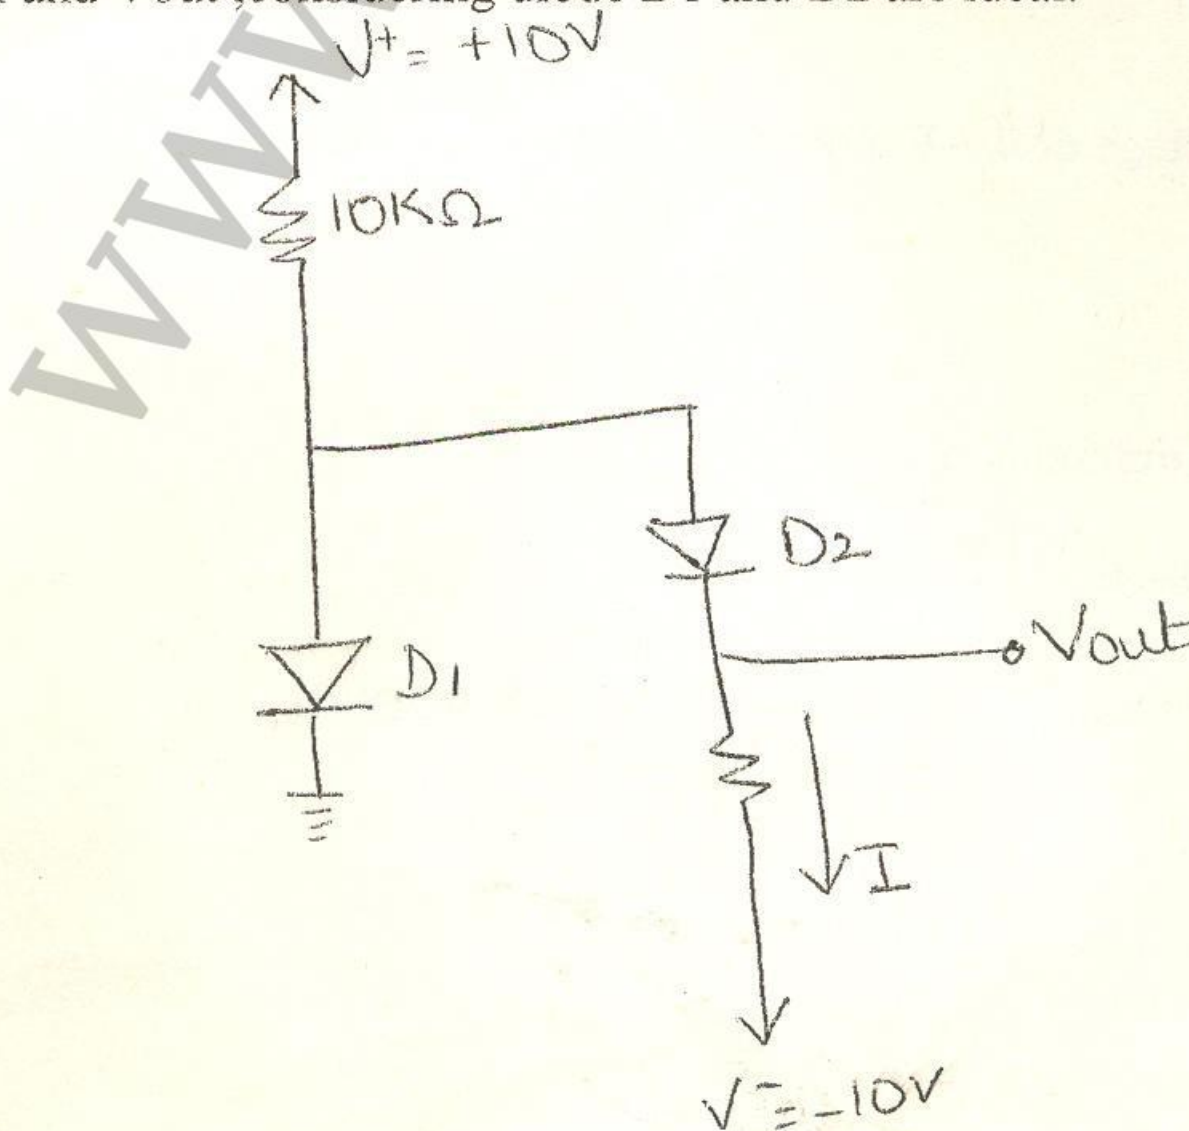 V+ = +10V
10KΩ
D2
Vout
D1
I
V- = -10V